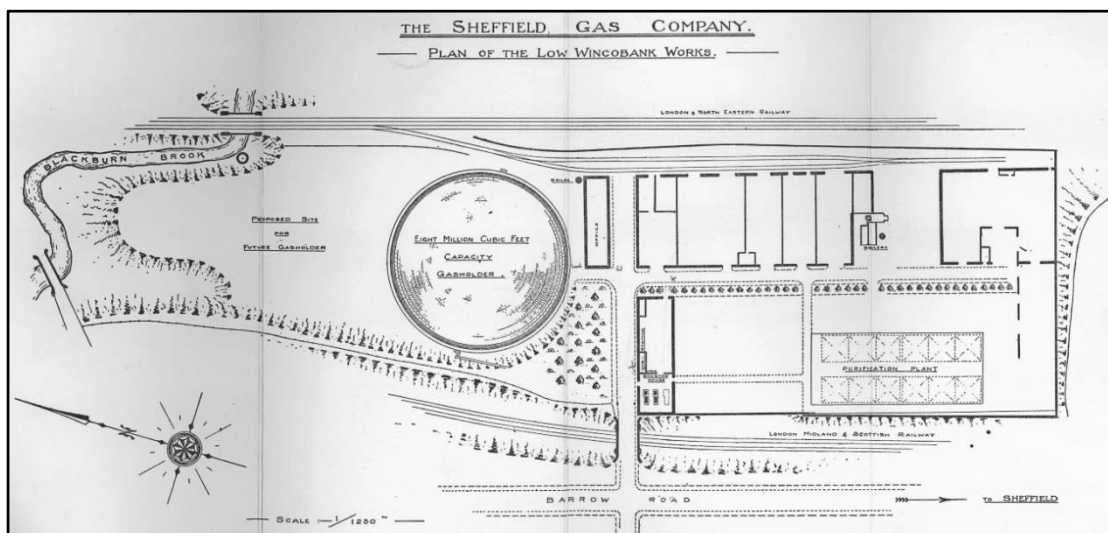 THE SHEFFIELD GAS COMPANY.
PLAN OF THE LOW WINCOBANK WORKS.
LONDON & NORTH EASTERN RAILWAY
BLACKBURN BROOK
PROPOSED SITE
FOR
FUTURE GASHOLDER
EIGHT MILLION CUBIC FEET
CAPACITY
GASHOLDER.
OFFICE
BOILERS
HOUSE
PURIFICATION PLANT
LONDON MIDLAND & SCOTTISH RAILWAY
BARROW ROAD
TO SHEFFIELD
N
SCALE 1/1250